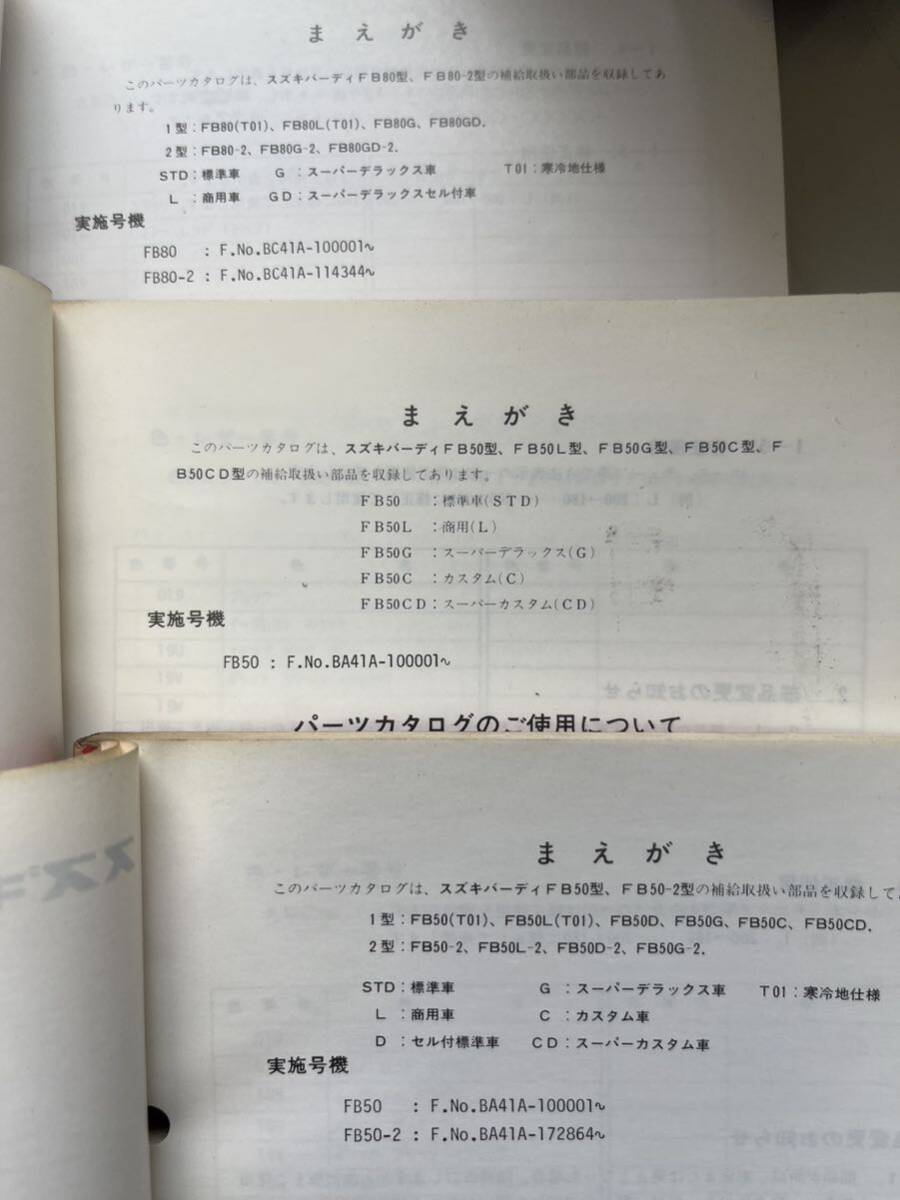 まえがき
このパーツカタログは、スズキバーディFB80型、FB80-2型の補給取扱い部品を収録してあ
ります。
1型：FB80(T01)、FB80L(T01)、FB80G、FB80GD.
2型：FB80-2、FB80G-2、FB80GD-2.
STD：標準車 G：スーパーデラックス車 T01：寒冷地仕様
L：商用車 GD：スーパーデラックスセル付車
実施号機
FB80 : F.No.BC41A-100001~
FB80-2 : F.No.BC41A-114344~
まえがき
このパーツカタログは、スズキバーディFB50型、FB50L型、FB50G型、FB50C型、F
B50CD型の補給取扱い部品を収録してあります。
FB50：標準車(STD)
FB50L：商用(L)
FB50G：スーパーデラックス(G)
FB50C：カスタム(C)
FB50CD：スーパーカスタム(CD)
実施号機
FB50 : F.No.BA41A-100001~
パーツカタログのご使用について
まえがき
このパーツカタログは、スズキバーディFB50型、FB50-2型の補給取扱い部品を収録して
1型：FB50(T01)、FB50L(T01)、FB50D、FB50G、FB50C、FB50CD.
2型：FB50-2、FB50L-2、FB50D-2、FB50G-2.
STD：標準車 G：スーパーデラックス車 T01：寒冷地仕様
L：商用車 C：カスタム車
D：セル付標準車 CD：スーパーカスタム車
実施号機
FB50 : F.No.BA41A-100001~
FB50-2 : F.No.BA41A-172864~